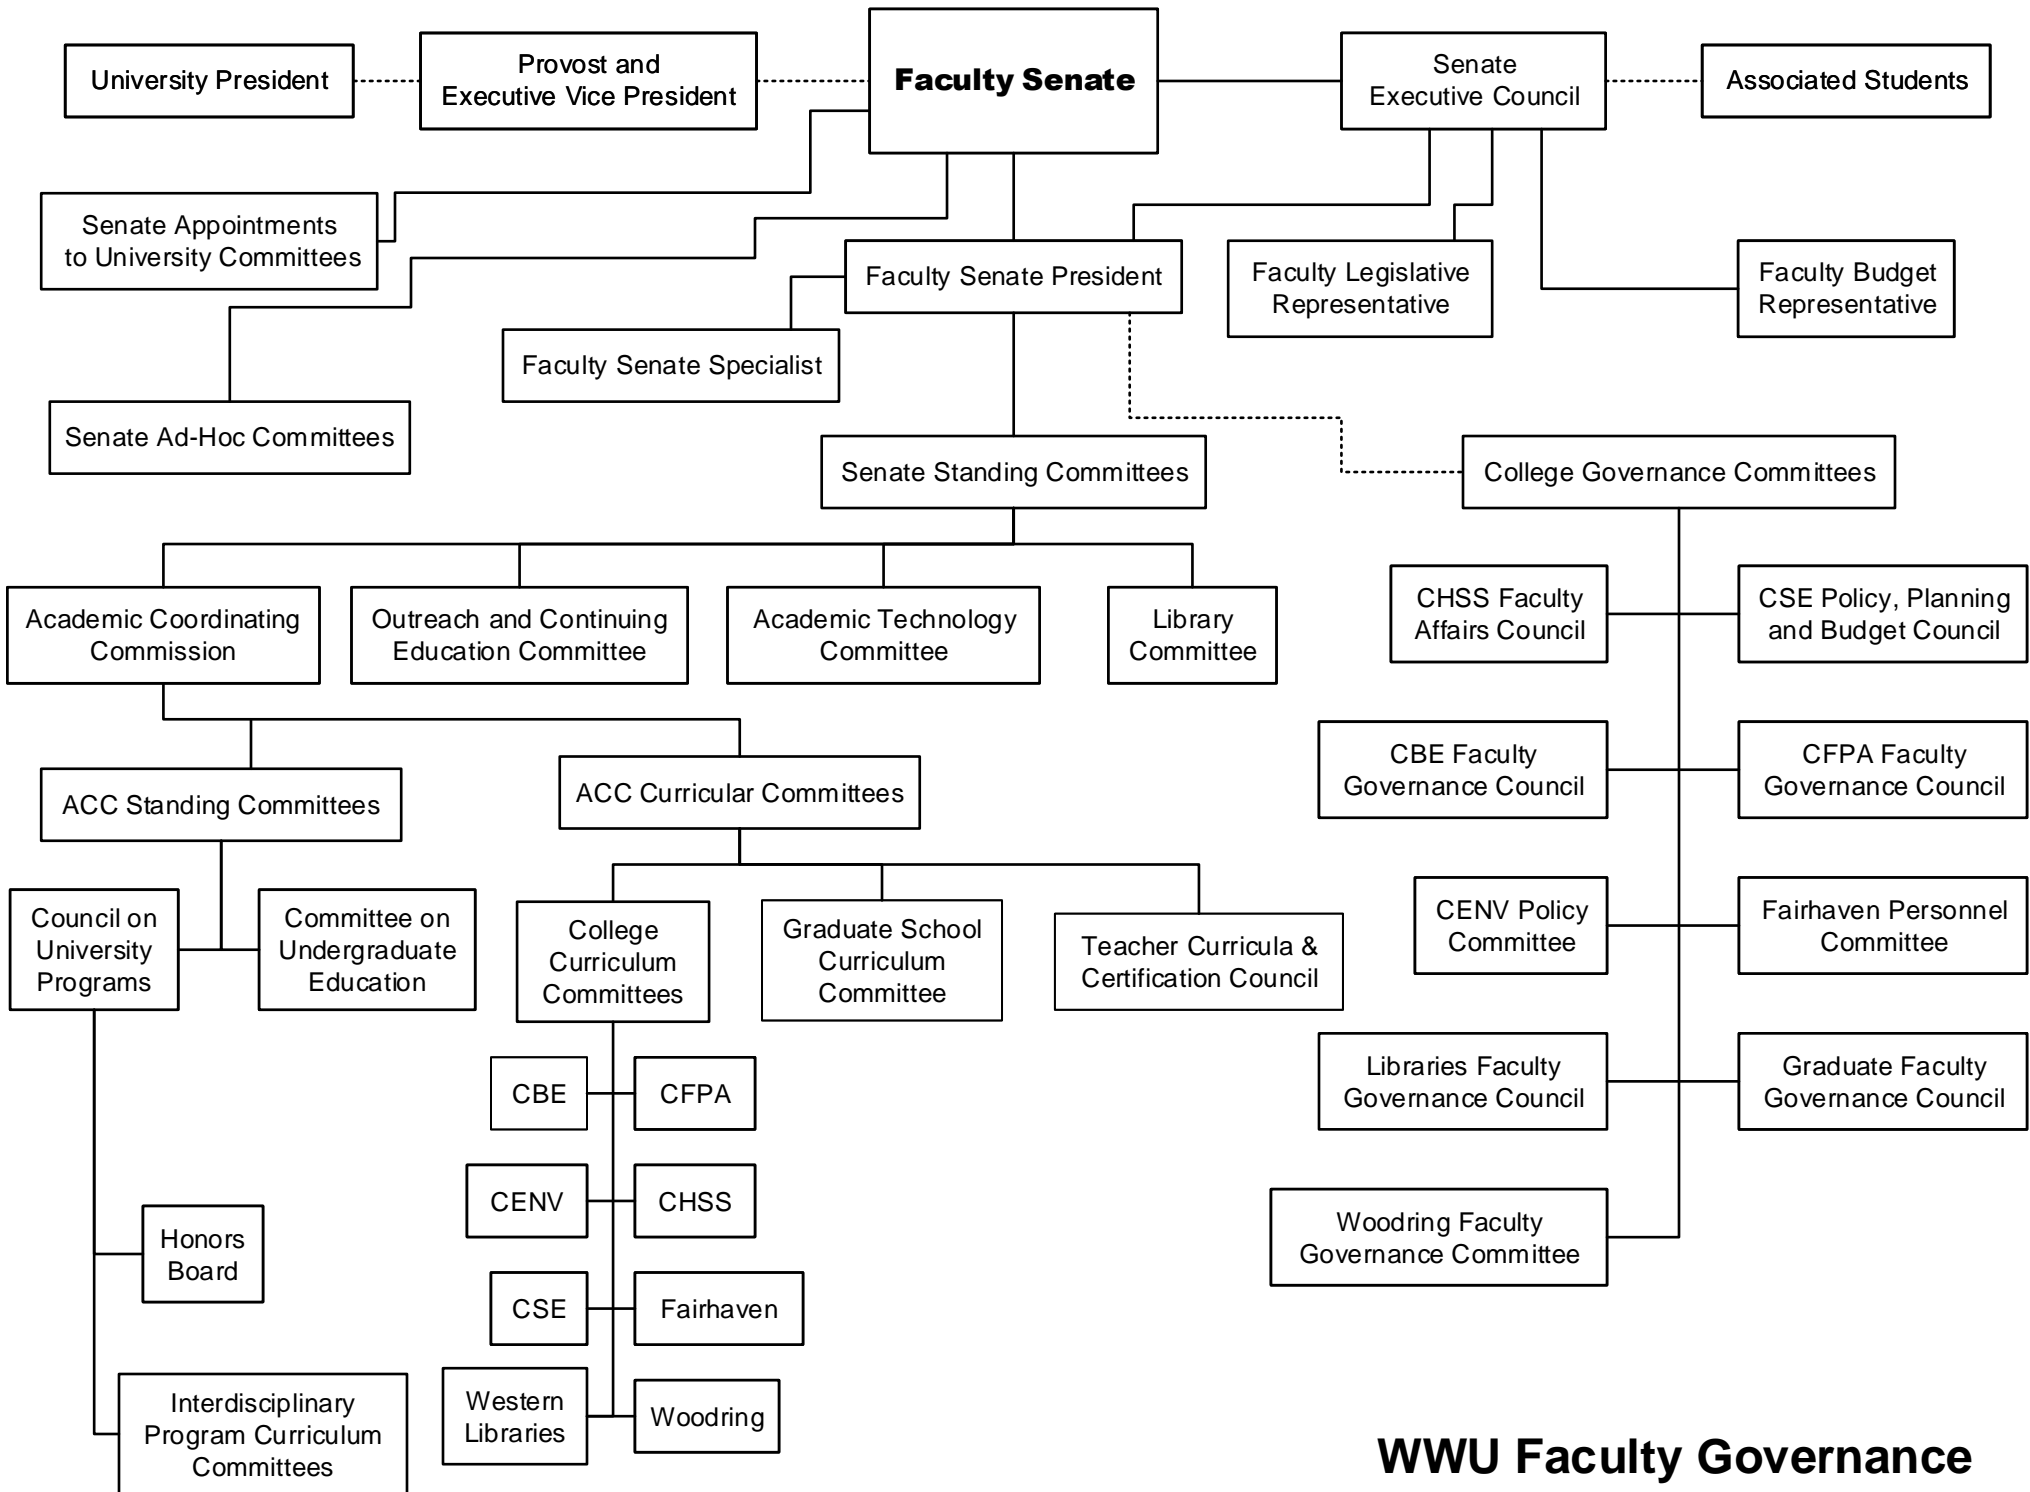 University President
Provost and
Executive Vice President
Faculty Senate
Senate
Executive Council
Associated Students
Senate Appointments
to University Committees
Faculty Senate President
Faculty Legislative
Representative
Faculty Budget
Representative
Faculty Senate Specialist
Senate Ad-Hoc Committees
Senate Standing Committees
College Governance Committees
Academic Coordinating
Commission
Outreach and Continuing
Education Committee
Academic Technology
Committee
Library
Committee
CHSS Faculty
Affairs Council
CSE Policy, Planning
and Budget Council
ACC Standing Committees
ACC Curricular Committees
CBE Faculty
Governance Council
CFPA Faculty
Governance Council
Council on
University
Programs
Committee on
Undergraduate
Education
College
Curriculum
Committees
Graduate School
Curriculum
Committee
Teacher Curricula &
Certification Council
CENV Policy
Committee
Fairhaven Personnel
Committee
CBE
CFPA
Libraries Faculty
Governance Council
Graduate Faculty
Governance Council
CENV
CHSS
Honors
Board
Woodring Faculty
Governance Committee
CSE
Fairhaven
Interdisciplinary
Program Curriculum
Committees
Western
Libraries
Woodring
WWU Faculty Governance